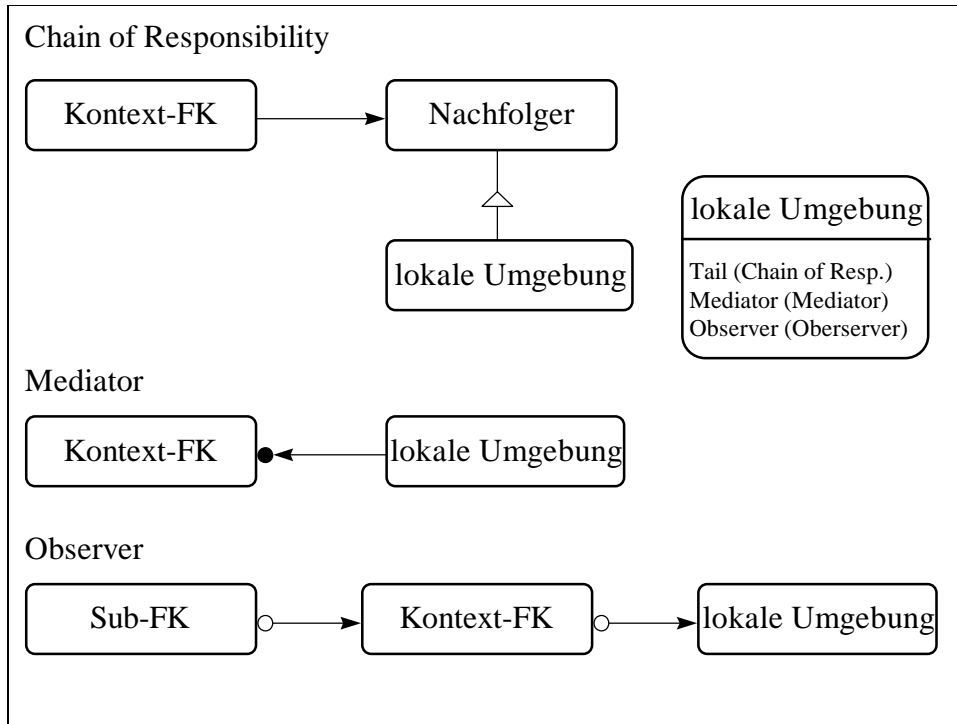 Chain of Responsibility
Kontext-FK
Nachfolger
lokale Umgebung
lokale Umgebung
Tail (Chain of Resp.)
Mediator (Mediator)
Observer (Oberserver)
Mediator
Kontext-FK
lokale Umgebung
Observer
Sub-FK
Kontext-FK
lokale Umgebung